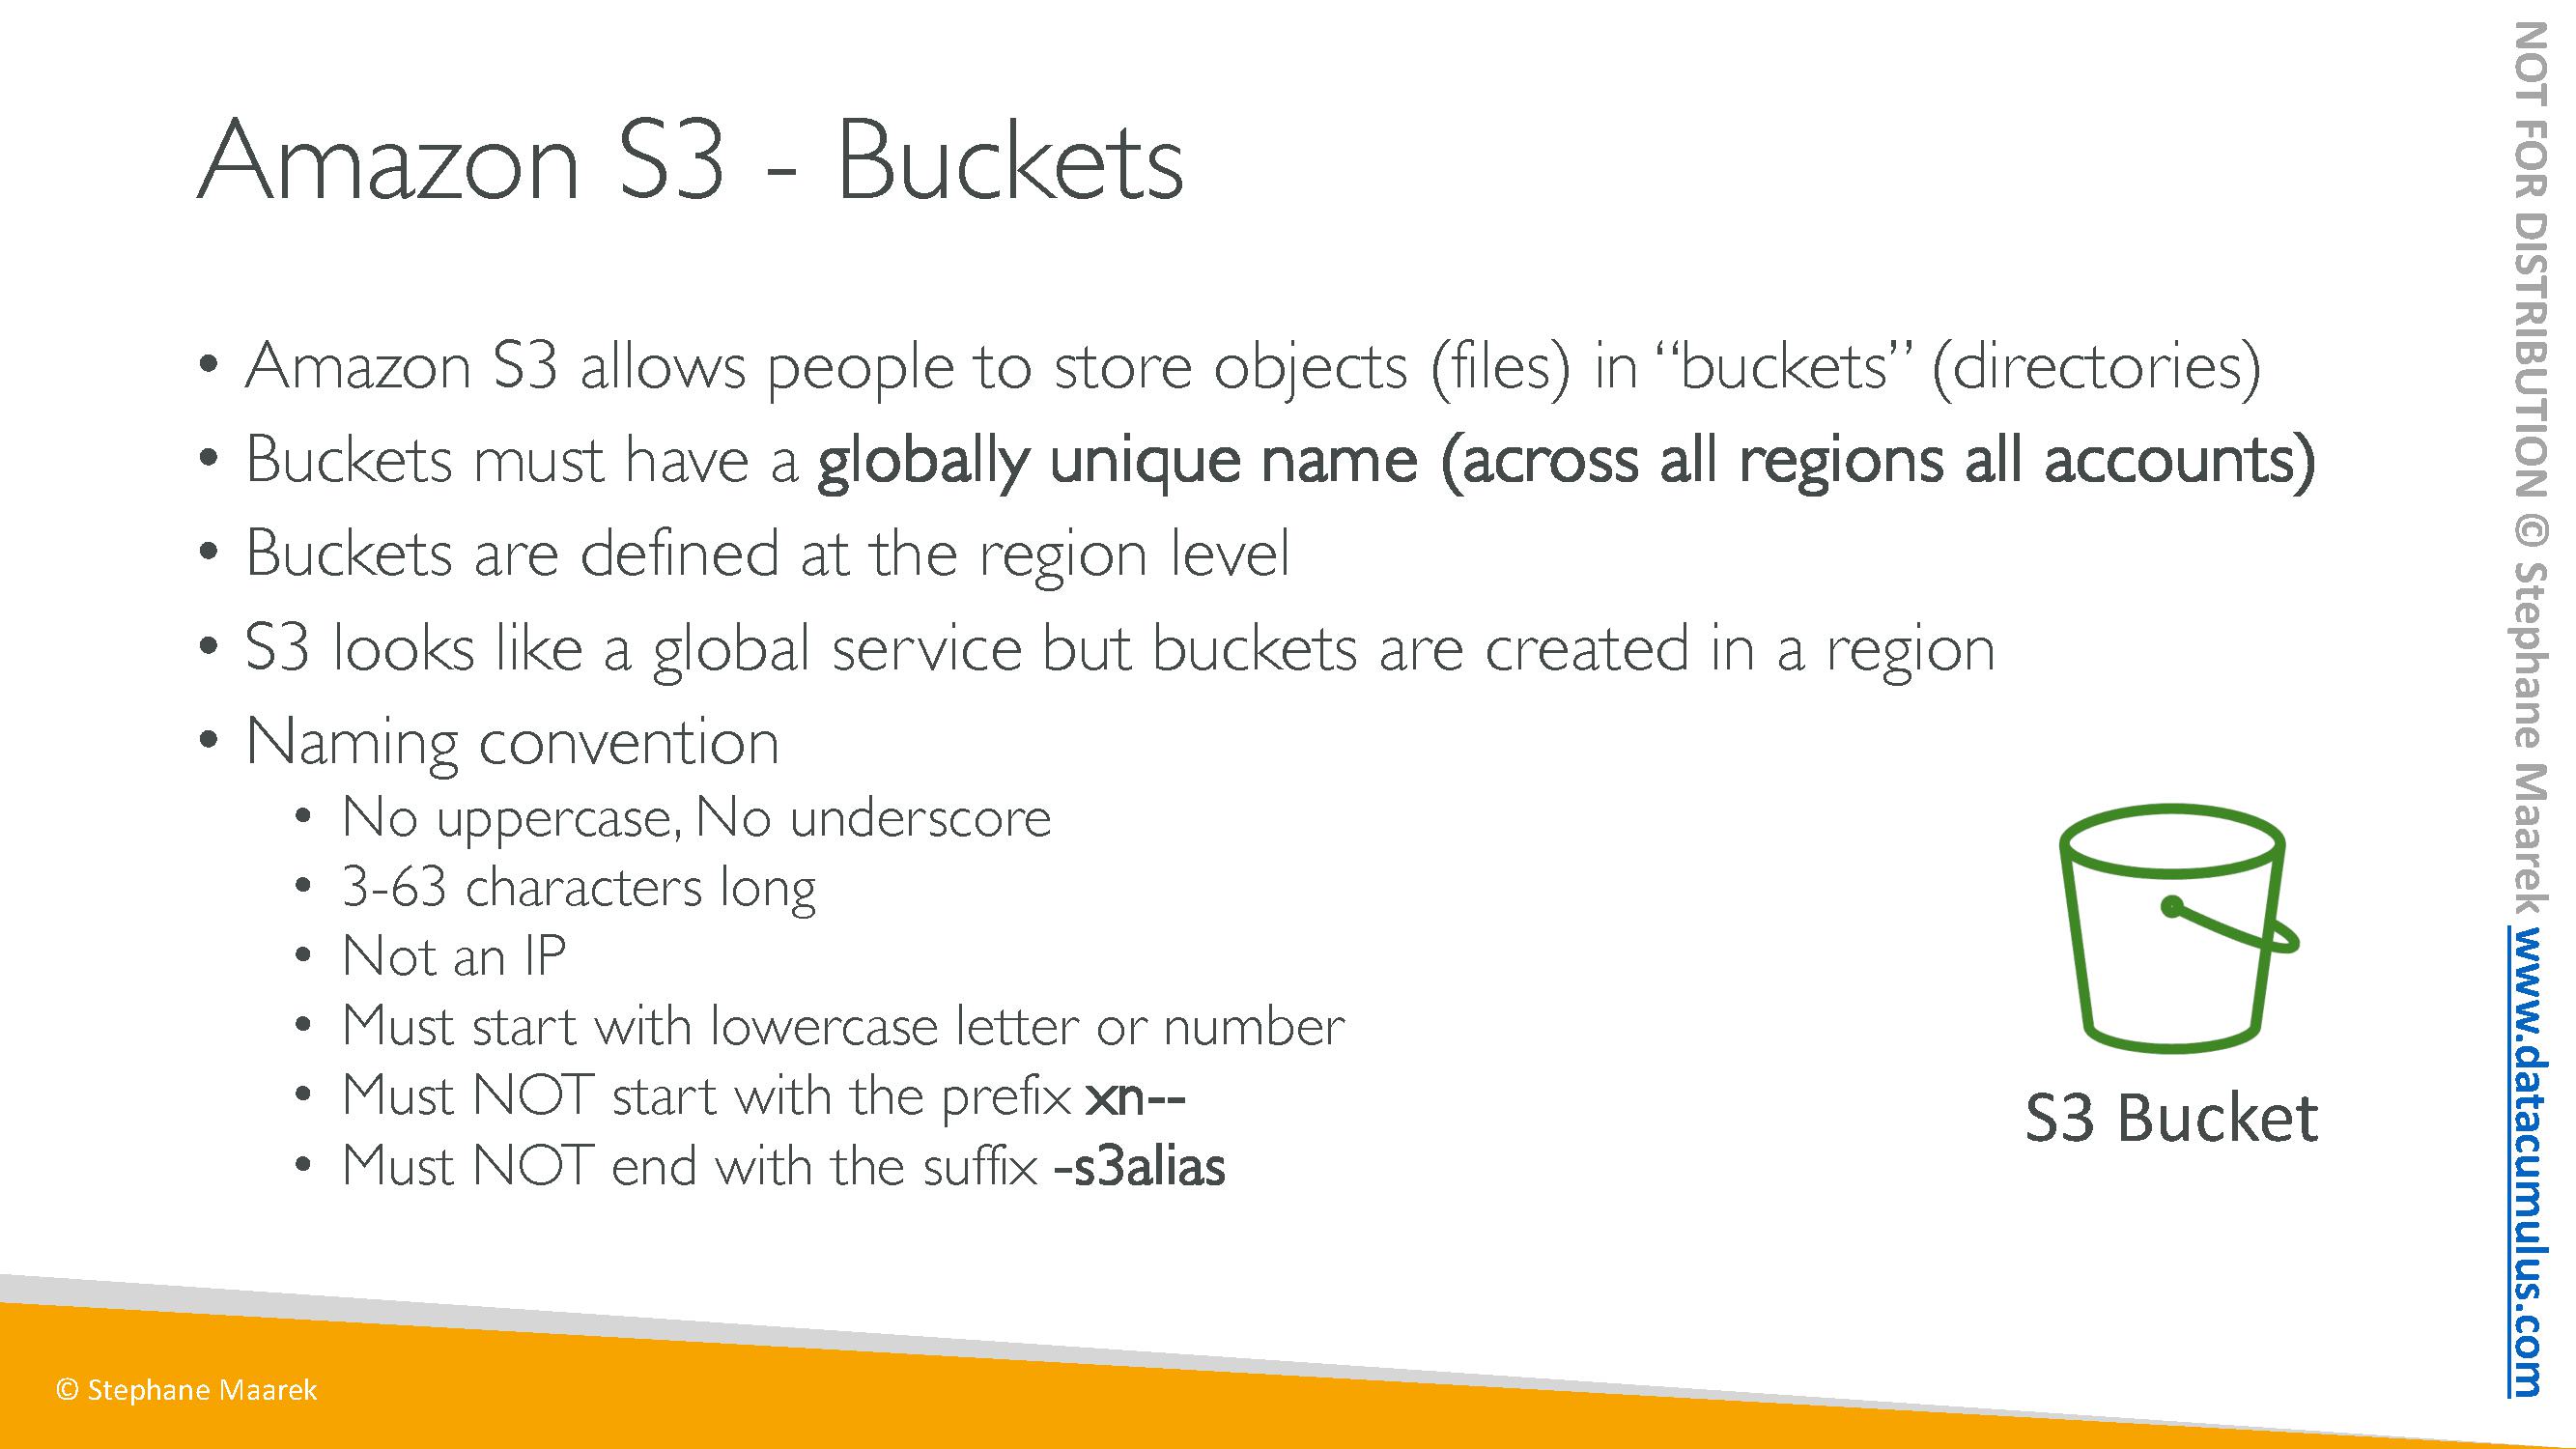 Amazon S3 - Buckets
• Amazon S3 allows people to store objects (files) in “buckets” (directories)
• Buckets must have a globally unique name (across all regions all accounts)
• Buckets are defined at the region level
• S3 looks like a global service but buckets are created in a region
• Naming convention
• No uppercase, No underscore
• 3-63 characters long
• Not an IP
• Must start with lowercase letter or number
• Must NOT start with the prefix xn--
• Must NOT end with the suffix -s3alias
S3 Bucket
© Stephane Maarek
NOT FOR DISTRIBUTION © Stephane Maarek www.datacumulus.com